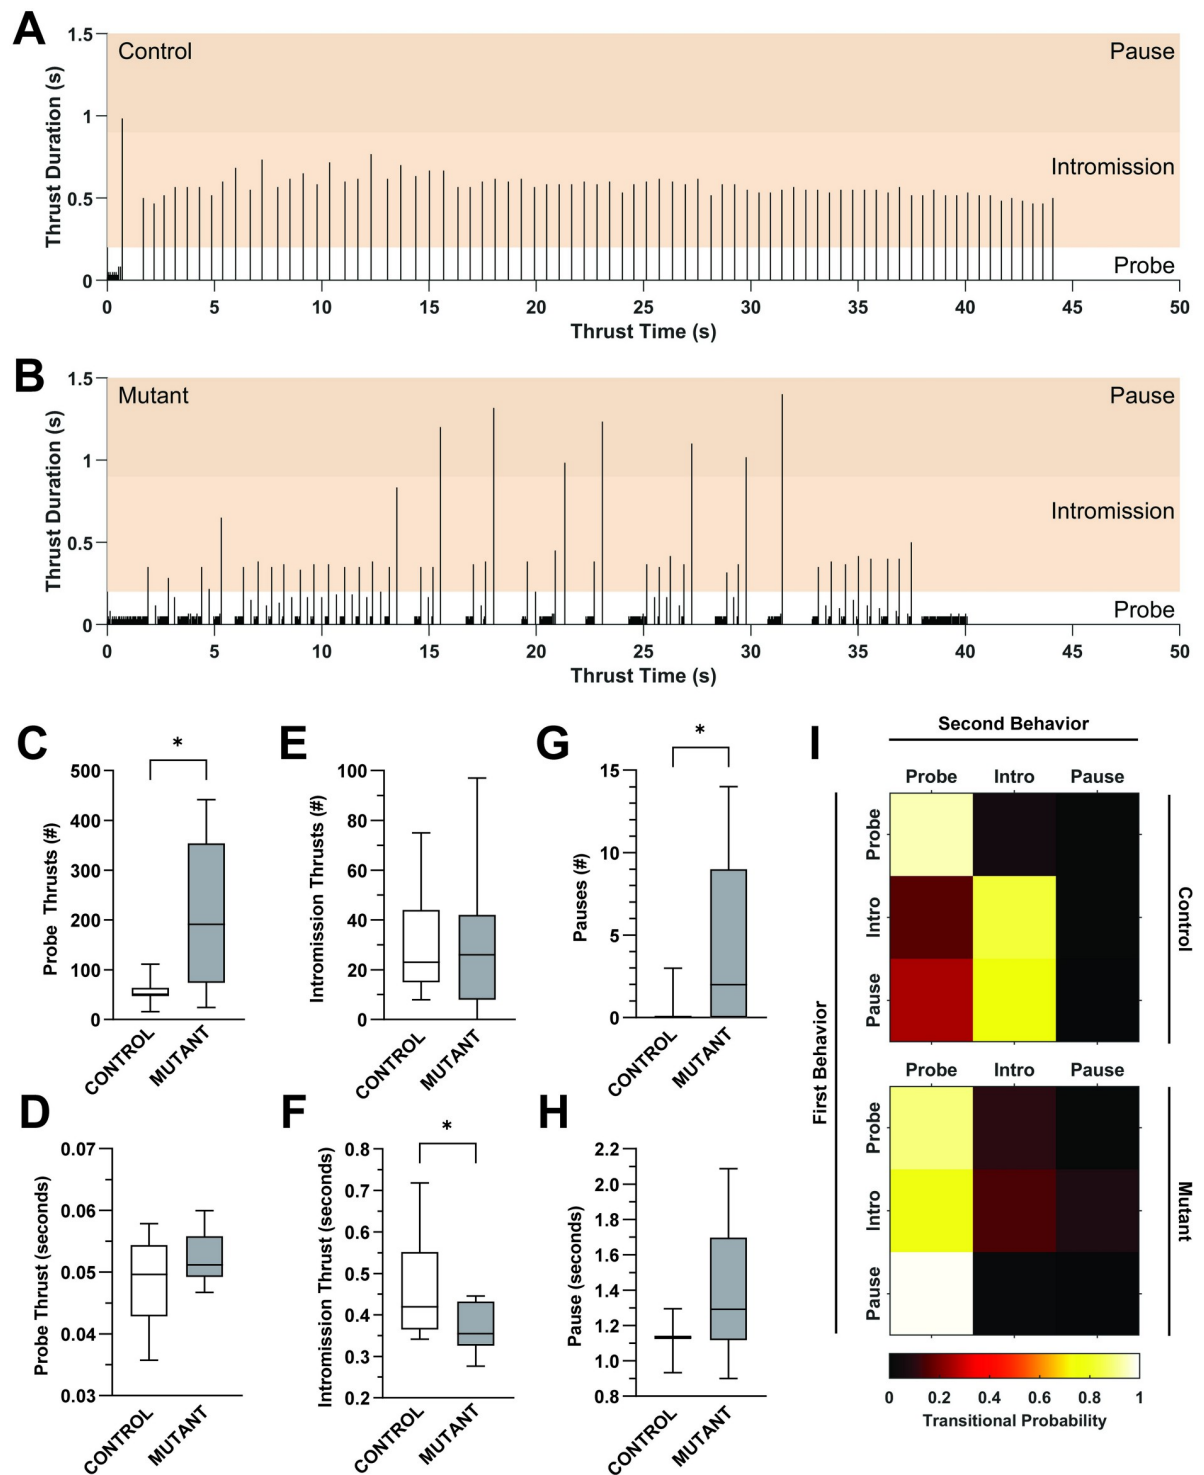 A
Thrust Duration (s)
1.5
1
0.5
0
Control
Pause
Intromission
Probe
0 5 10 15 20 25 30 35 40 45 50
Thrust Time (s)
B
Thrust Duration (s)
1.5
1
0.5
0
Mutant
Pause
Intromission
Probe
0 5 10 15 20 25 30 35 40 45 50
Thrust Time (s)
C
*
Probe Thrusts (#)
500
400
300
200
100
0
CONTROL
MUTANT
E
Intromission Thrusts (#)
100
80
60
40
20
0
CONTROL
MUTANT
G
*
Pauses (#)
15
10
5
0
CONTROL
MUTANT
D
Probe Thrust (seconds)
0.07
0.06
0.05
0.04
0.03
CONTROL
MUTANT
F
*
Intromission Thrust (seconds)
0.8
0.7
0.6
0.5
0.4
0.3
0.2
CONTROL
MUTANT
H
Pause (seconds)
2.2
2.0
1.8
1.6
1.4
1.2
1.0
0.8
CONTROL
MUTANT
I
Second Behavior
First Behavior
Probe Intro Pause
Probe
Intro
Pause
Control
Probe Intro Pause
Probe
Intro
Pause
Mutant
0 0.2 0.4 0.6 0.8 1
Transitional Probability